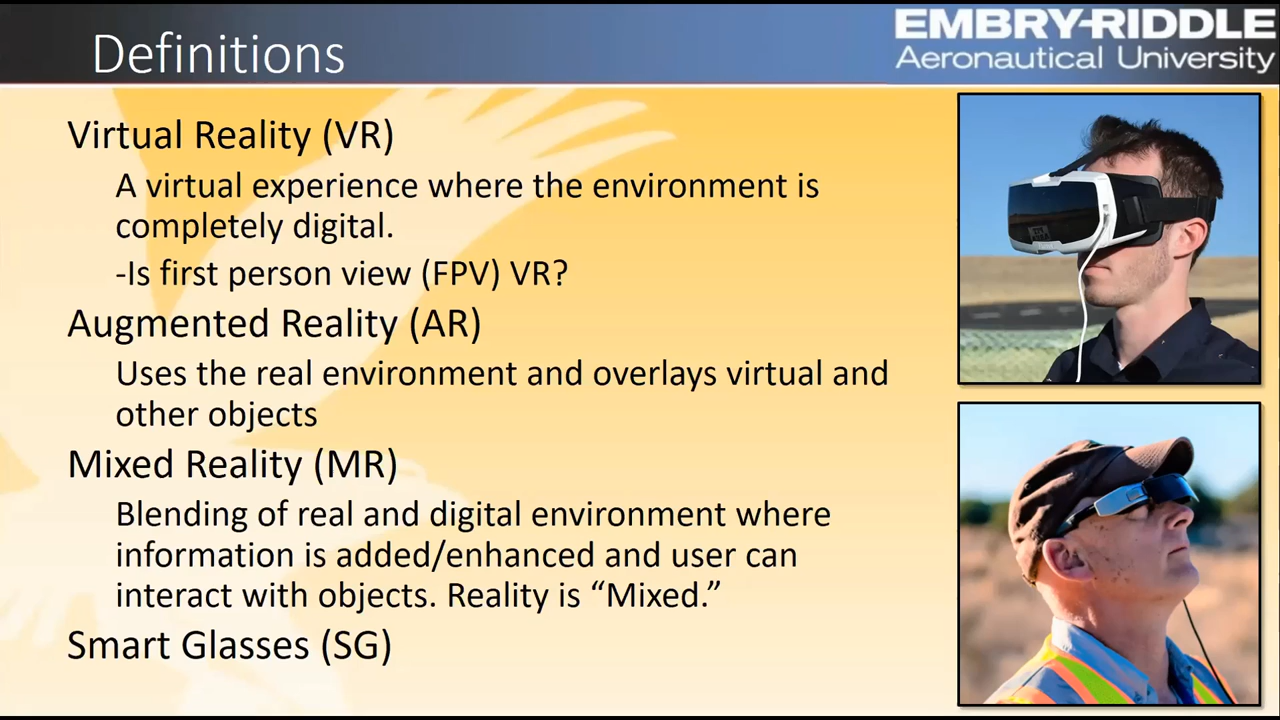 Definitions
EMBRY-RIDDLE
Aeronautical University
Virtual Reality (VR)
A virtual experience where the environment is
completely digital.
-Is first person view (FPV) VR?
Augmented Reality (AR)
Uses the real environment and overlays virtual and
other objects
Mixed Reality (MR)
Blending of real and digital environment where
information is added/enhanced and user can
interact with objects. Reality is “Mixed.”
Smart Glasses (SG)